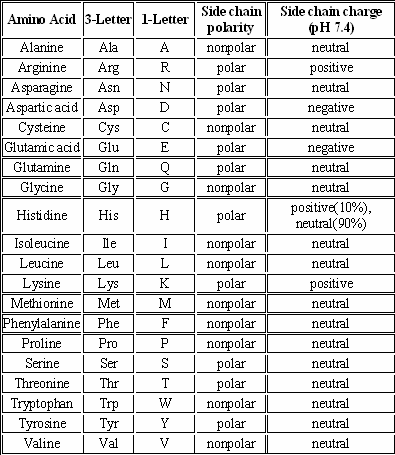 Amino Acid 3-Letter 1-Letter Side chain polarity Side chain charge (pH 7.4)
Alanine Ala A nonpolar neutral
Arginine Arg R polar positive
Asparagine Asn N polar neutral
Aspartic acid Asp D polar negative
Cysteine Cys C nonpolar neutral
Glutamic acid Glu E polar negative
Glutamine Gln Q polar neutral
Glycine Gly G nonpolar neutral
Histidine His H polar positive(10%), neutral(90%)
Isoleucine Ile I nonpolar neutral
Leucine Leu L nonpolar neutral
Lysine Lys K polar positive
Methionine Met M nonpolar neutral
Phenylalanine Phe F nonpolar neutral
Proline Pro P nonpolar neutral
Serine Ser S polar neutral
Threonine Thr T polar neutral
Tryptophan Trp W nonpolar neutral
Tyrosine Tyr Y polar neutral
Valine Val V nonpolar neutral